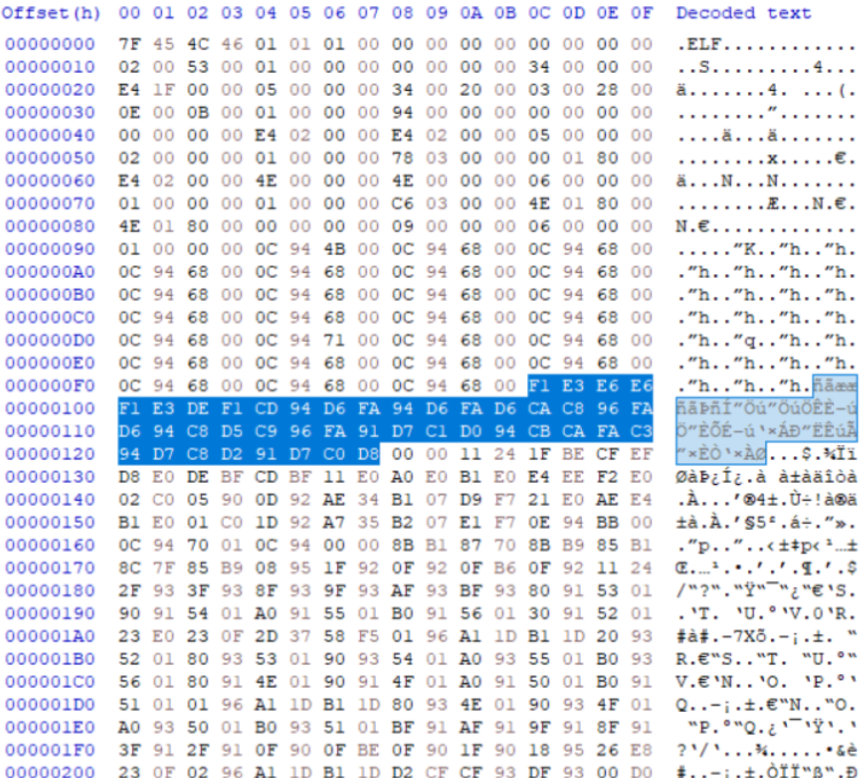 Offset(h) 00 01 02 03 04 05 06 07 08 09 0A 0B 0C 0D 0E 0F Decoded text
00000000 7F 45 4C 46 01 01 01 00 00 00 00 00 00 00 00 00 .ELF............
00000010 02 00 53 00 01 00 00 00 00 00 00 00 34 00 00 00 ..S.........4...
00000020 E4 1F 00 00 05 00 00 00 34 00 20 00 03 00 28 00 ä.......4. ...(.
00000030 0E 00 0B 00 01 00 00 00 94 00 00 00 00 00 00 00 ........”.......
00000040 00 00 00 00 E4 02 00 00 E4 02 00 00 05 00 00 00 ....ä...ä.......
00000050 02 00 00 00 01 00 00 00 78 03 00 00 00 01 80 00 ........x.....€.
00000060 E4 02 00 00 4E 00 00 00 4E 00 00 00 06 00 00 00 ä...N...N.......
00000070 01 00 00 00 01 00 00 00 C6 03 00 00 4E 01 80 00 ........Æ...N.€.
00000080 4E 01 80 00 00 00 00 00 09 00 00 00 06 00 00 00 N.€.............
00000090 01 00 00 00 0C 94 4B 00 0C 94 68 00 0C 94 68 00 .....”K..”h..”h.
000000A0 0C 94 68 00 0C 94 68 00 0C 94 68 00 0C 94 68 00 .”h..”h..”h..”h.
000000B0 0C 94 68 00 0C 94 68 00 0C 94 68 00 0C 94 68 00 .”h..”h..”h..”h.
000000C0 0C 94 68 00 0C 94 68 00 0C 94 68 00 0C 94 68 00 .”h..”h..”h..”h.
000000D0 0C 94 68 00 0C 94 71 00 0C 94 68 00 0C 94 68 00 .”h..”q..”h..”h.
000000E0 0C 94 68 00 0C 94 68 00 0C 94 68 00 0C 94 68 00 .”h..”h..”h..”h.
000000F0 0C 94 68 00 0C 94 68 00 0C 94 68 00 F1 E3 E6 E6 .”h..”h..”h.ñãææ
00000100 F1 E3 DE F1 CD 94 D6 FA 94 D6 FA D6 CA C8 96 FA ñãÞñÍ”Öú”ÖúÖÊÈ–ú
00000110 D6 94 C8 D5 C9 96 FA 91 D7 C1 D0 94 CB CA FA C3 Ö”ÈÕÉ–ú‘×ÁÐ”ËÊúÃ
00000120 94 D7 C8 D2 91 D7 C0 D8 00 00 11 24 1F BE CF EF ”×ÈÒ‘×ÀØ...$.¾Ïï
00000130 D8 E0 DE BF CD BF 11 E0 A0 E0 B1 E0 E4 EE F2 E0 ØàÞ¿Í¿.à à±àäîòà
00000140 02 C0 05 90 0D 92 AE 34 B1 07 D9 F7 21 E0 AE E4 .À...’®4±.Ù÷!à®ä
00000150 B1 E0 01 C0 1D 92 A7 35 B2 07 E1 F7 0E 94 BB 00 ±à.À.’§5².á÷.”».
00000160 0C 94 70 01 0C 94 00 00 8B B1 87 70 8B B9 85 B1 .”p..”..‹±‡p‹¹…±
00000170 8C 7F 85 B9 08 95 1F 92 0F 92 0F B6 0F 92 11 24 Œ.…¹.•.’.’.¶.’.$
00000180 2F 93 3F 93 8F 93 9F 93 AF 93 BF 93 80 91 53 01 /“?“.“Ÿ“¯“¿“€‘S.
00000190 90 91 54 01 A0 91 55 01 B0 91 56 01 30 91 52 01 .‘T. ‘U.°‘V.0‘R.
000001A0 23 E0 23 0F 2D 37 58 F5 01 96 A1 1D B1 1D 20 93 #à#.-7Xõ.–¡.±. “
000001B0 52 01 80 93 53 01 90 93 54 01 A0 93 55 01 B0 93 R.€“S..“T. “U.°“
000001C0 56 01 80 91 4E 01 90 91 4F 01 A0 91 50 01 B0 91 V.€‘N..‘O. ‘P.°‘
000001D0 51 01 01 96 A1 1D B1 1D 80 93 4E 01 90 93 4F 01 Q..–¡.±.€“N..“O.
000001E0 A0 93 50 01 B0 93 51 01 BF 91 AF 91 9F 91 8F 91 “P.°“Q.¿‘¯‘Ÿ‘.‘
000001F0 3F 91 2F 91 0F 90 0F BE 0F 90 1F 90 18 95 26 E8 ?‘/‘...¾.....•&è
00000200 23 0F 02 96 A1 1D B1 1D D2 CF CF 93 DF 93 00 D0 #..–¡.±.ÒÏÏ“ß“.Ð